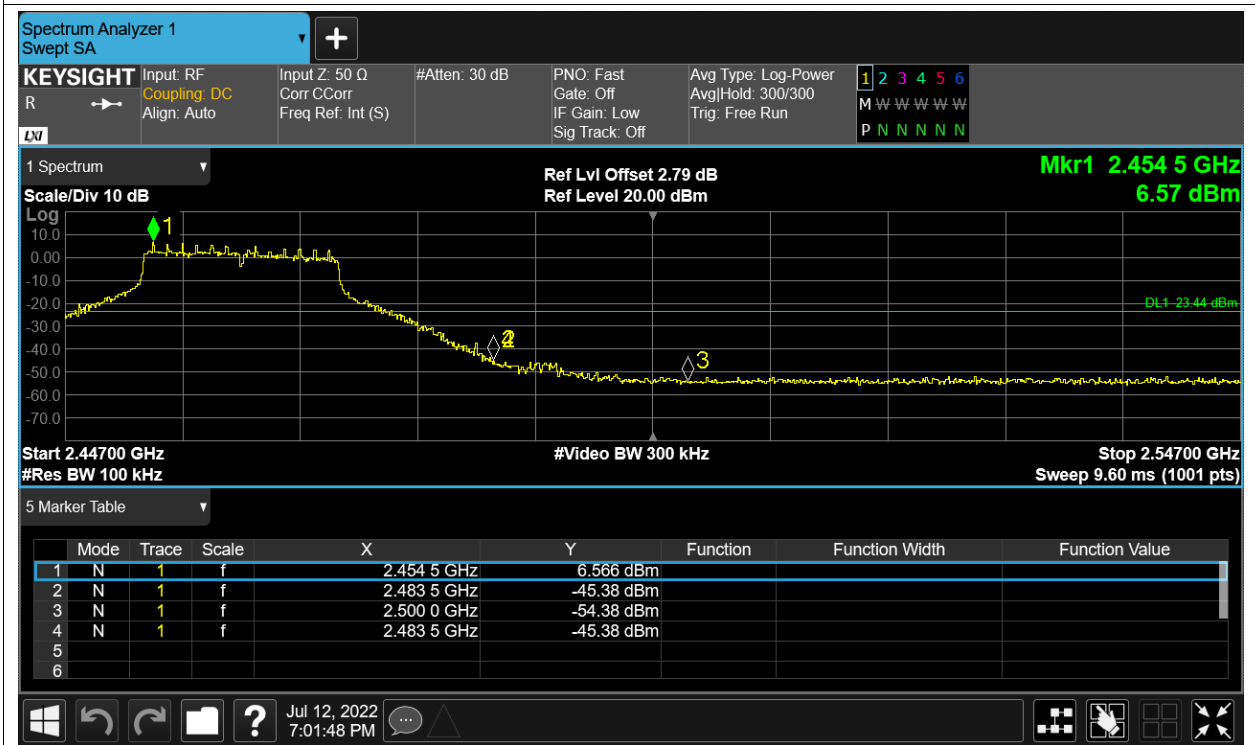 Spectrum Analyzer 1
Swept SA
+
KEYSIGHT Input: RF Input Z: 50 Ω #Atten: 30 dB PNO: Fast Avg Type: Log-Power 1 2 3 4 5 6
R Coupling: DC Corr CCorr Gate: Off Avg|Hold: 300/300 M W W W W W
Align: Auto Freq Ref: Int (S) IF Gain: Low Trig: Free Run
LXI Sig Track: Off P N N N N N
1 Spectrum Ref Lvl Offset 2.79 dB Mkr1 2.454 5 GHz
Scale/Div 10 dB Ref Level 20.00 dBm 6.57 dBm
Log
1
10.0
0.00
-10.0
-20.0
DL1 23.44 dBm
-30.0
-40.0
3
-50.0
-60.0
-70.0
Start 2.44700 GHz #Video BW 300 kHz Stop 2.54700 GHz
#Res BW 100 kHz Sweep 9.60 ms (1001 pts)
5 Marker Table
Mode Trace Scale X Y Function Function Width Function Value
1 N 1 f 2.454 5 GHz 6.566 dBm
2 N 1 f 2.483 5 GHz -45.38 dBm
3 N 1 f 2.500 0 GHz -54.38 dBm
4 N 1 f 2.483 5 GHz -45.38 dBm
5
6
? Jul 12, 2022
7:01:48 PM